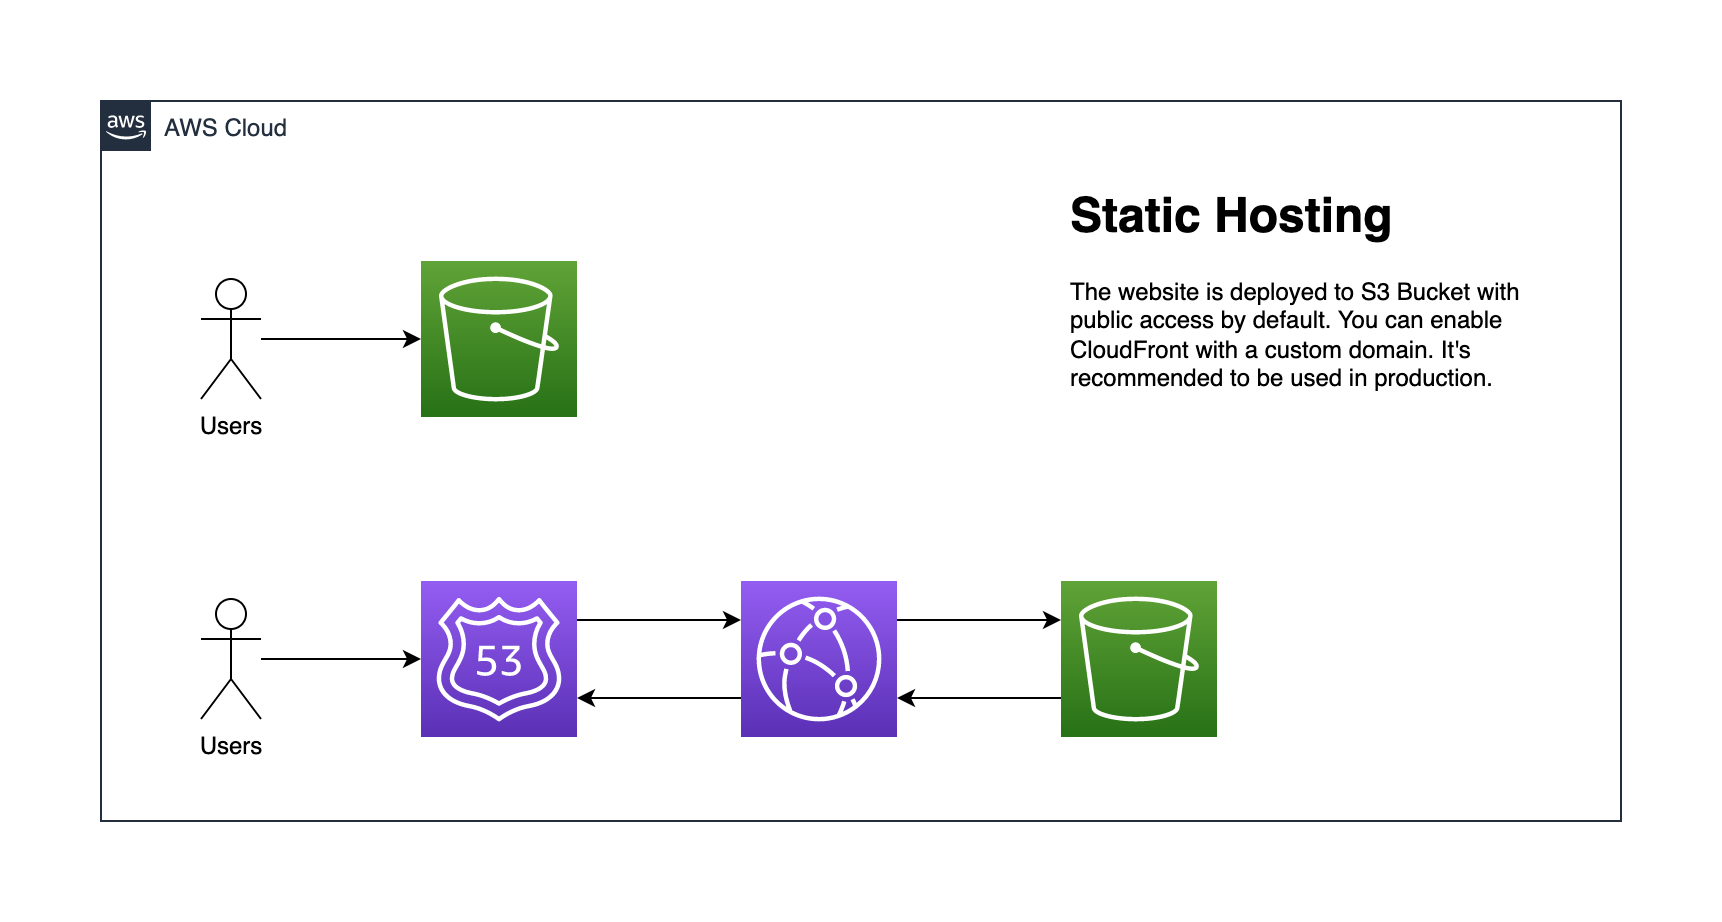 aws
AWS Cloud
Static Hosting
The website is deployed to S3 Bucket with
public access by default. You can enable
CloudFront with a custom domain. It's
recommended to be used in production.
Users
53
Users